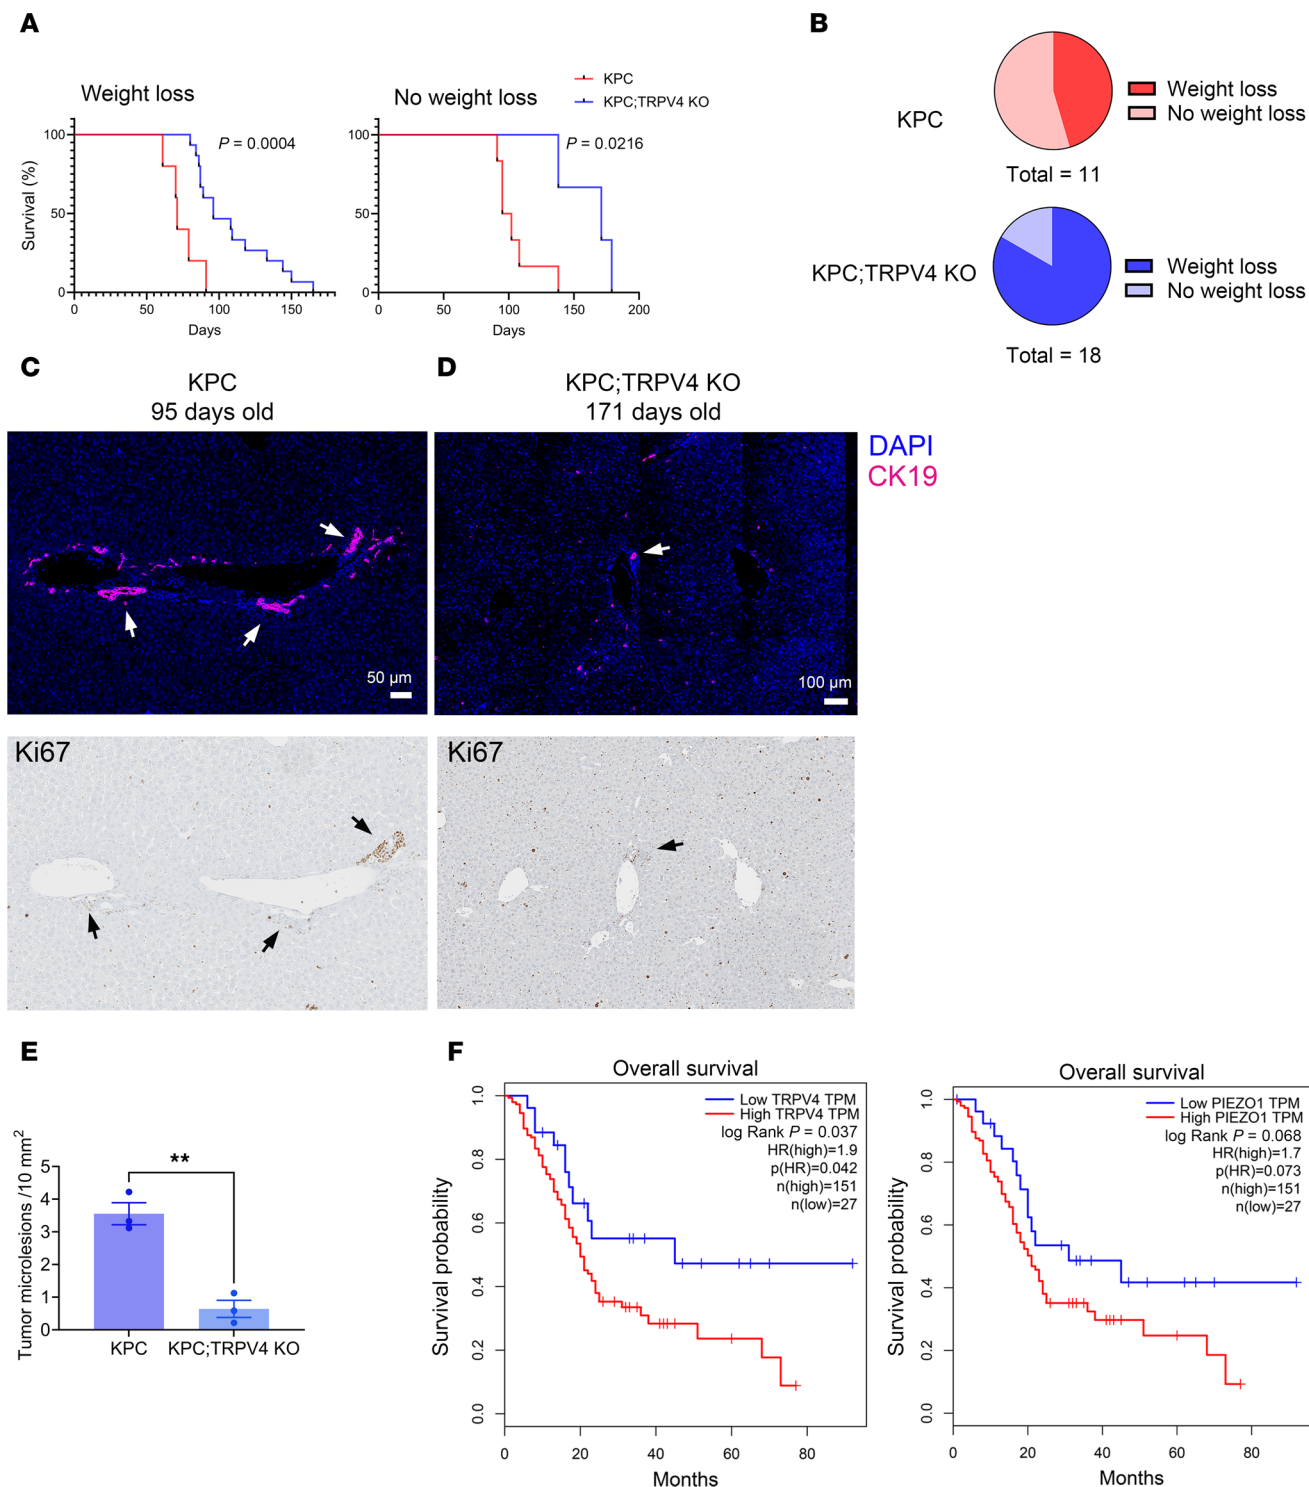 A
Weight loss
No weight loss
KPC
KPC;TRPV4 KO
P = 0.0004
P = 0.0216
Survival (%)
100
50
0
0 50 100 150
Days
100
50
0
0 50 100 150 200
Days
B
KPC
Weight loss
No weight loss
Total = 11
KPC;TRPV4 KO
Weight loss
No weight loss
Total = 18
C
KPC
95 days old
50 µm
Ki67
D
KPC;TRPV4 KO
171 days old
DAPI
CK19
100 µm
Ki67
E
Tumor microlesions /10 mm²
5
4
3
2
1
0
**
KPC KPC;TRPV4 KO
F
Overall survival
Low TRPV4 TPM
High TRPV4 TPM
log Rank P = 0.037
HR(high)=1.9
p(HR)=0.042
n(high)=151
n(low)=27
Survival probability
1.0
0.8
0.6
0.4
0.2
0.0
0 20 40 60 80
Months
Overall survival
Low PIEZO1 TPM
High PIEZO1 TPM
log Rank P = 0.068
HR(high)=1.7
p(HR)=0.073
n(high)=151
n(low)=27
Survival probability
1.0
0.8
0.6
0.4
0.2
0.0
0 20 40 60 80
Months